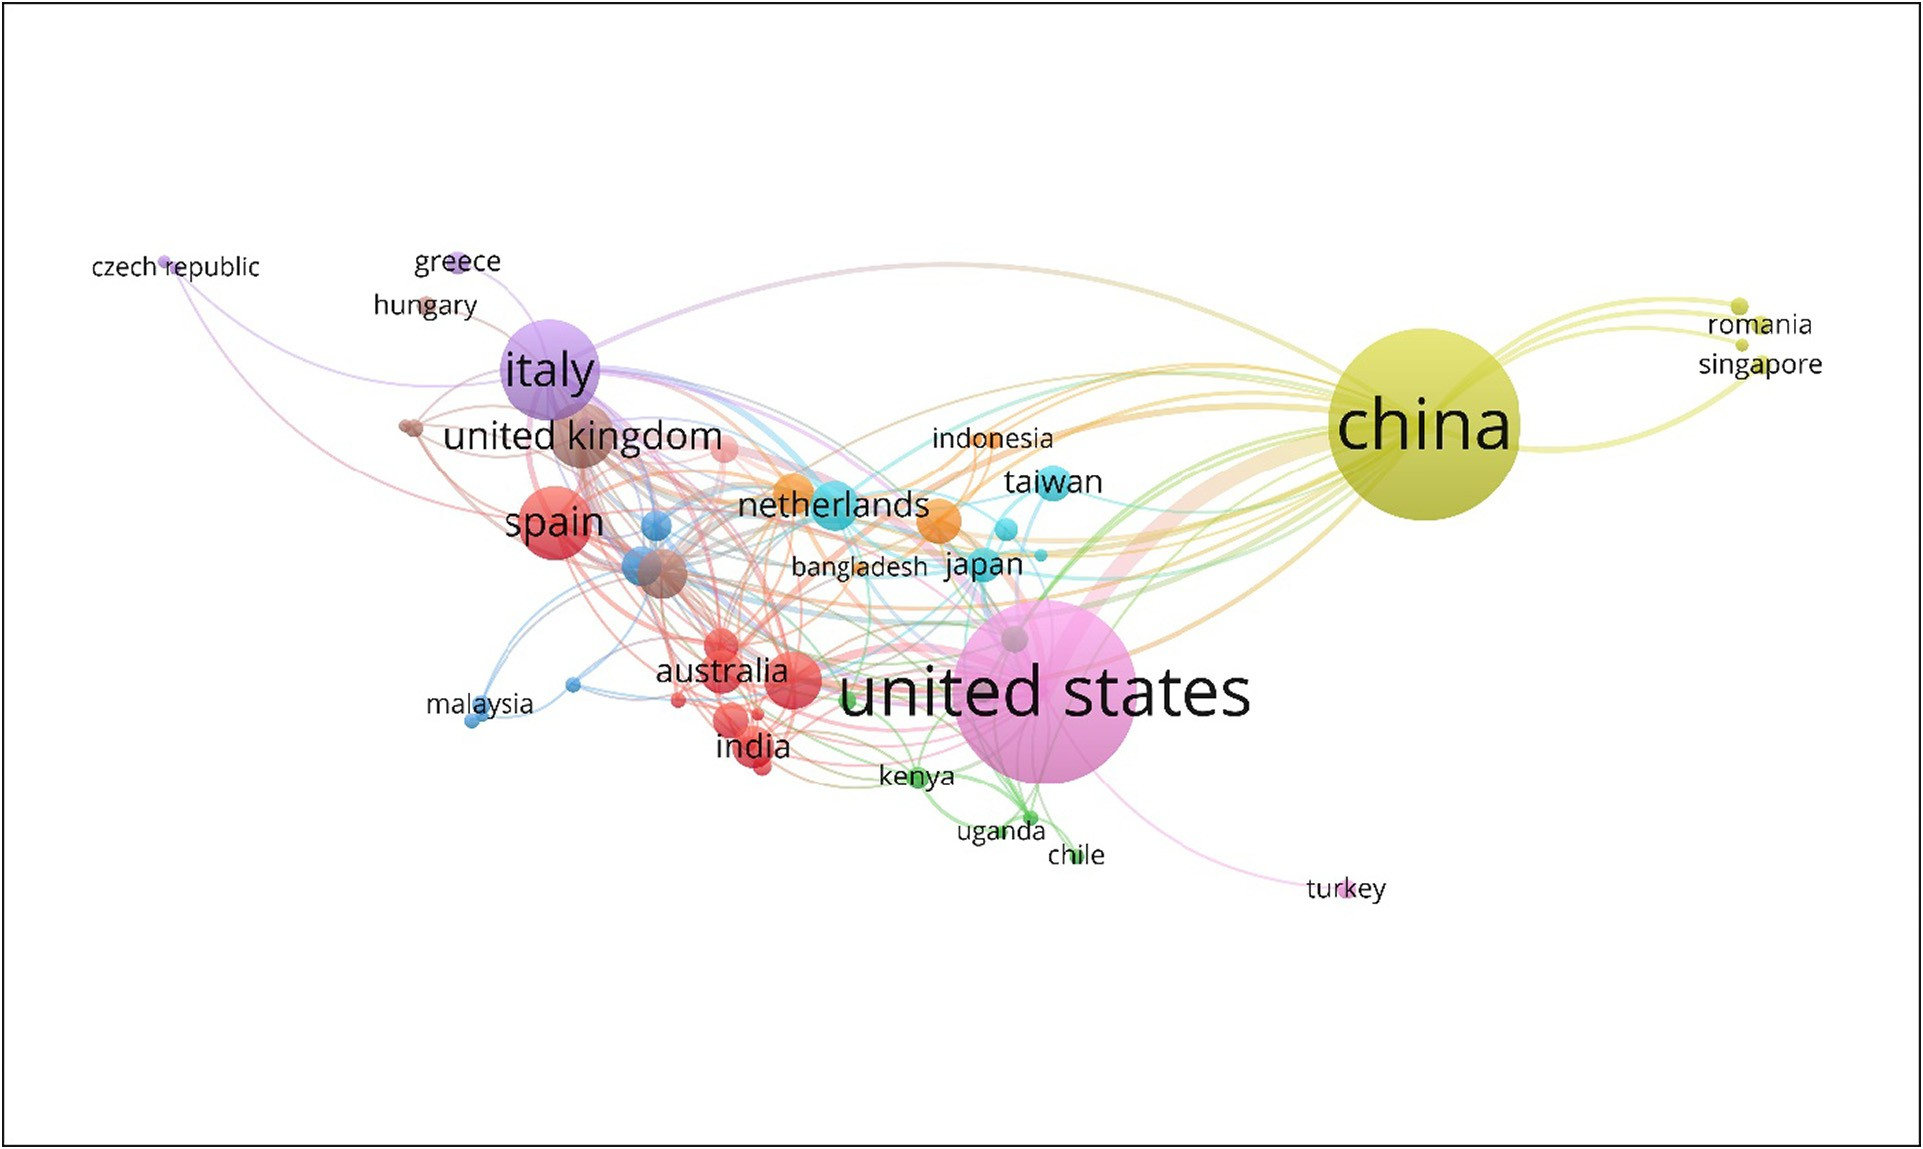 greece
czech republic
hungary
romania
singapore
italy
china
united kingdom
indonesia
taiwan
netherlands
spain
bangladesh
japan
australia
united states
malaysia
india
kenya
uganda
chile
turkey